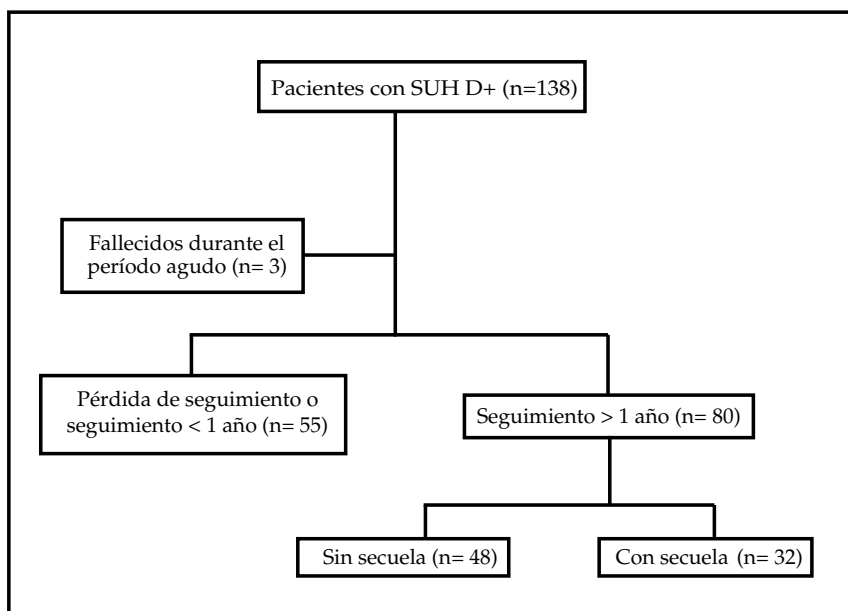 Pacientes con SUH D+ (n=138)
Fallecidos durante el
período agudo (n= 3)
Pérdida de seguimiento o
seguimiento < 1 año (n= 55)
Seguimiento > 1 año (n= 80)
Sin secuela (n= 48)
Con secuela (n= 32)